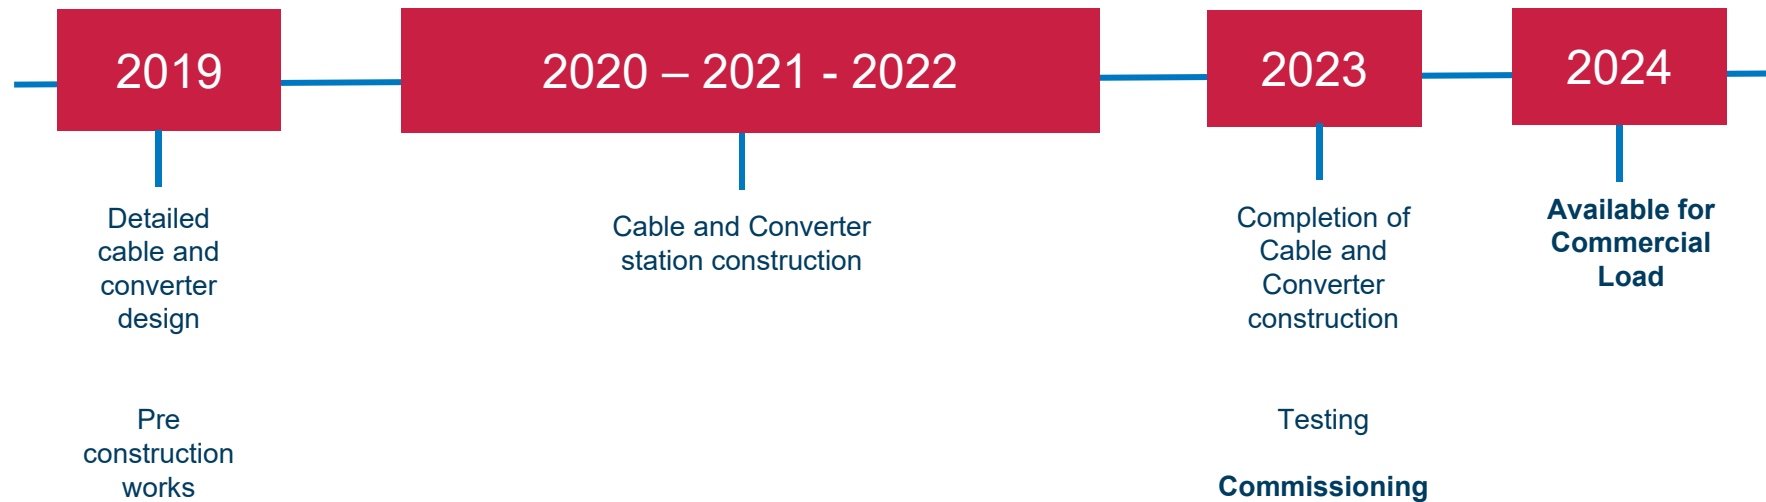 2019
Detailed
cable and
converter
design
Pre
construction
works
2020 – 2021 - 2022
Cable and Converter
station construction
2023
Completion of
Cable and
Converter
construction
Testing
Commissioning
2024
Available for
Commercial
Load